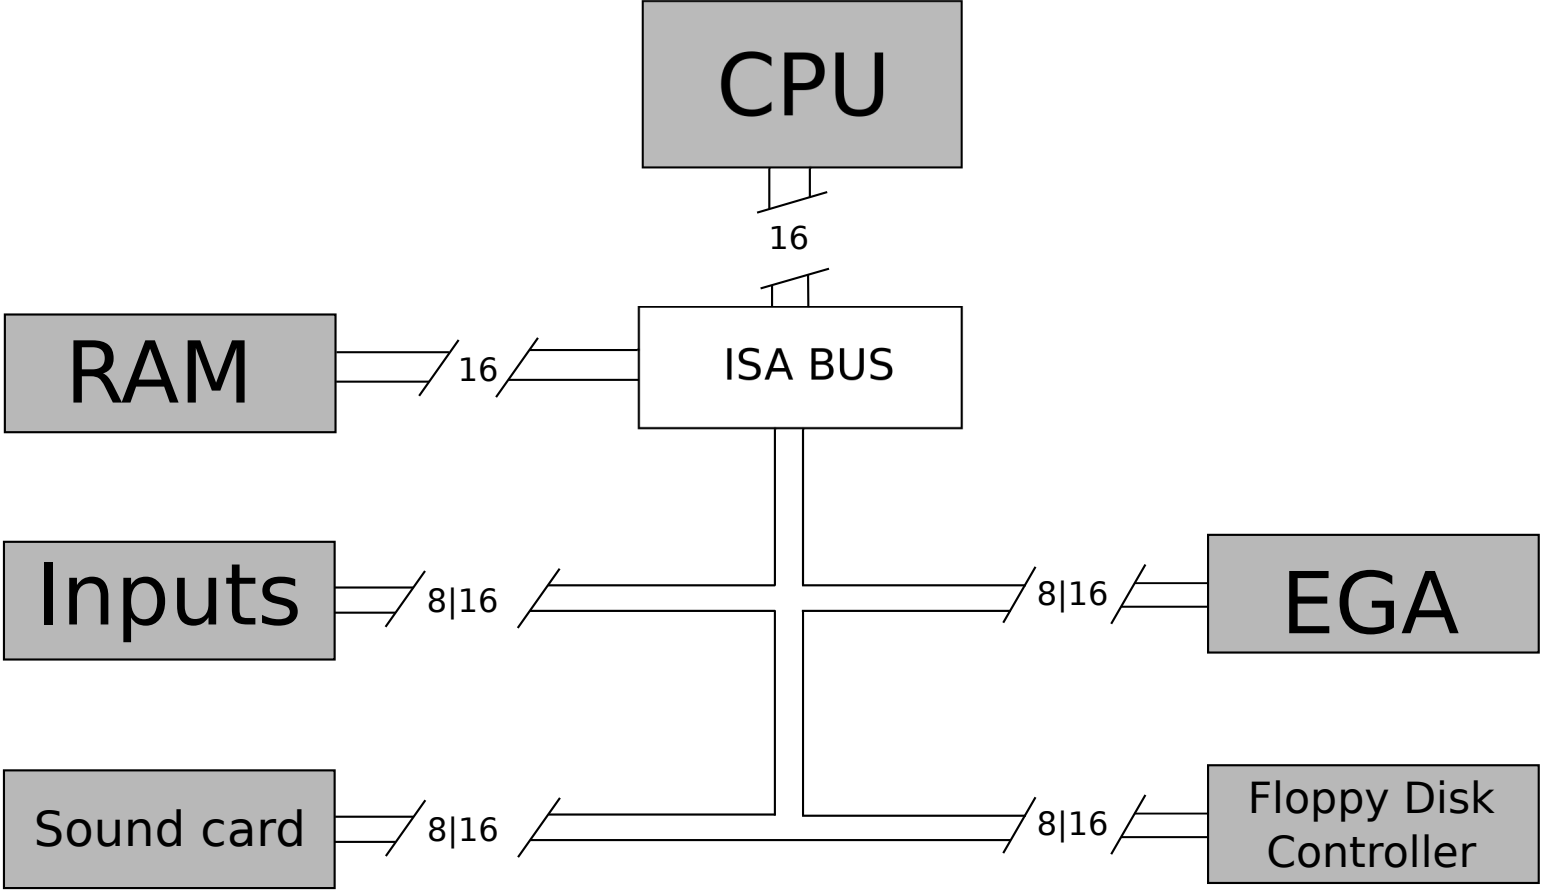 CPU
16
RAM
16
ISA BUS
Inputs
8|16
8|16
EGA
Sound card
8|16
8|16
Floppy Disk
Controller